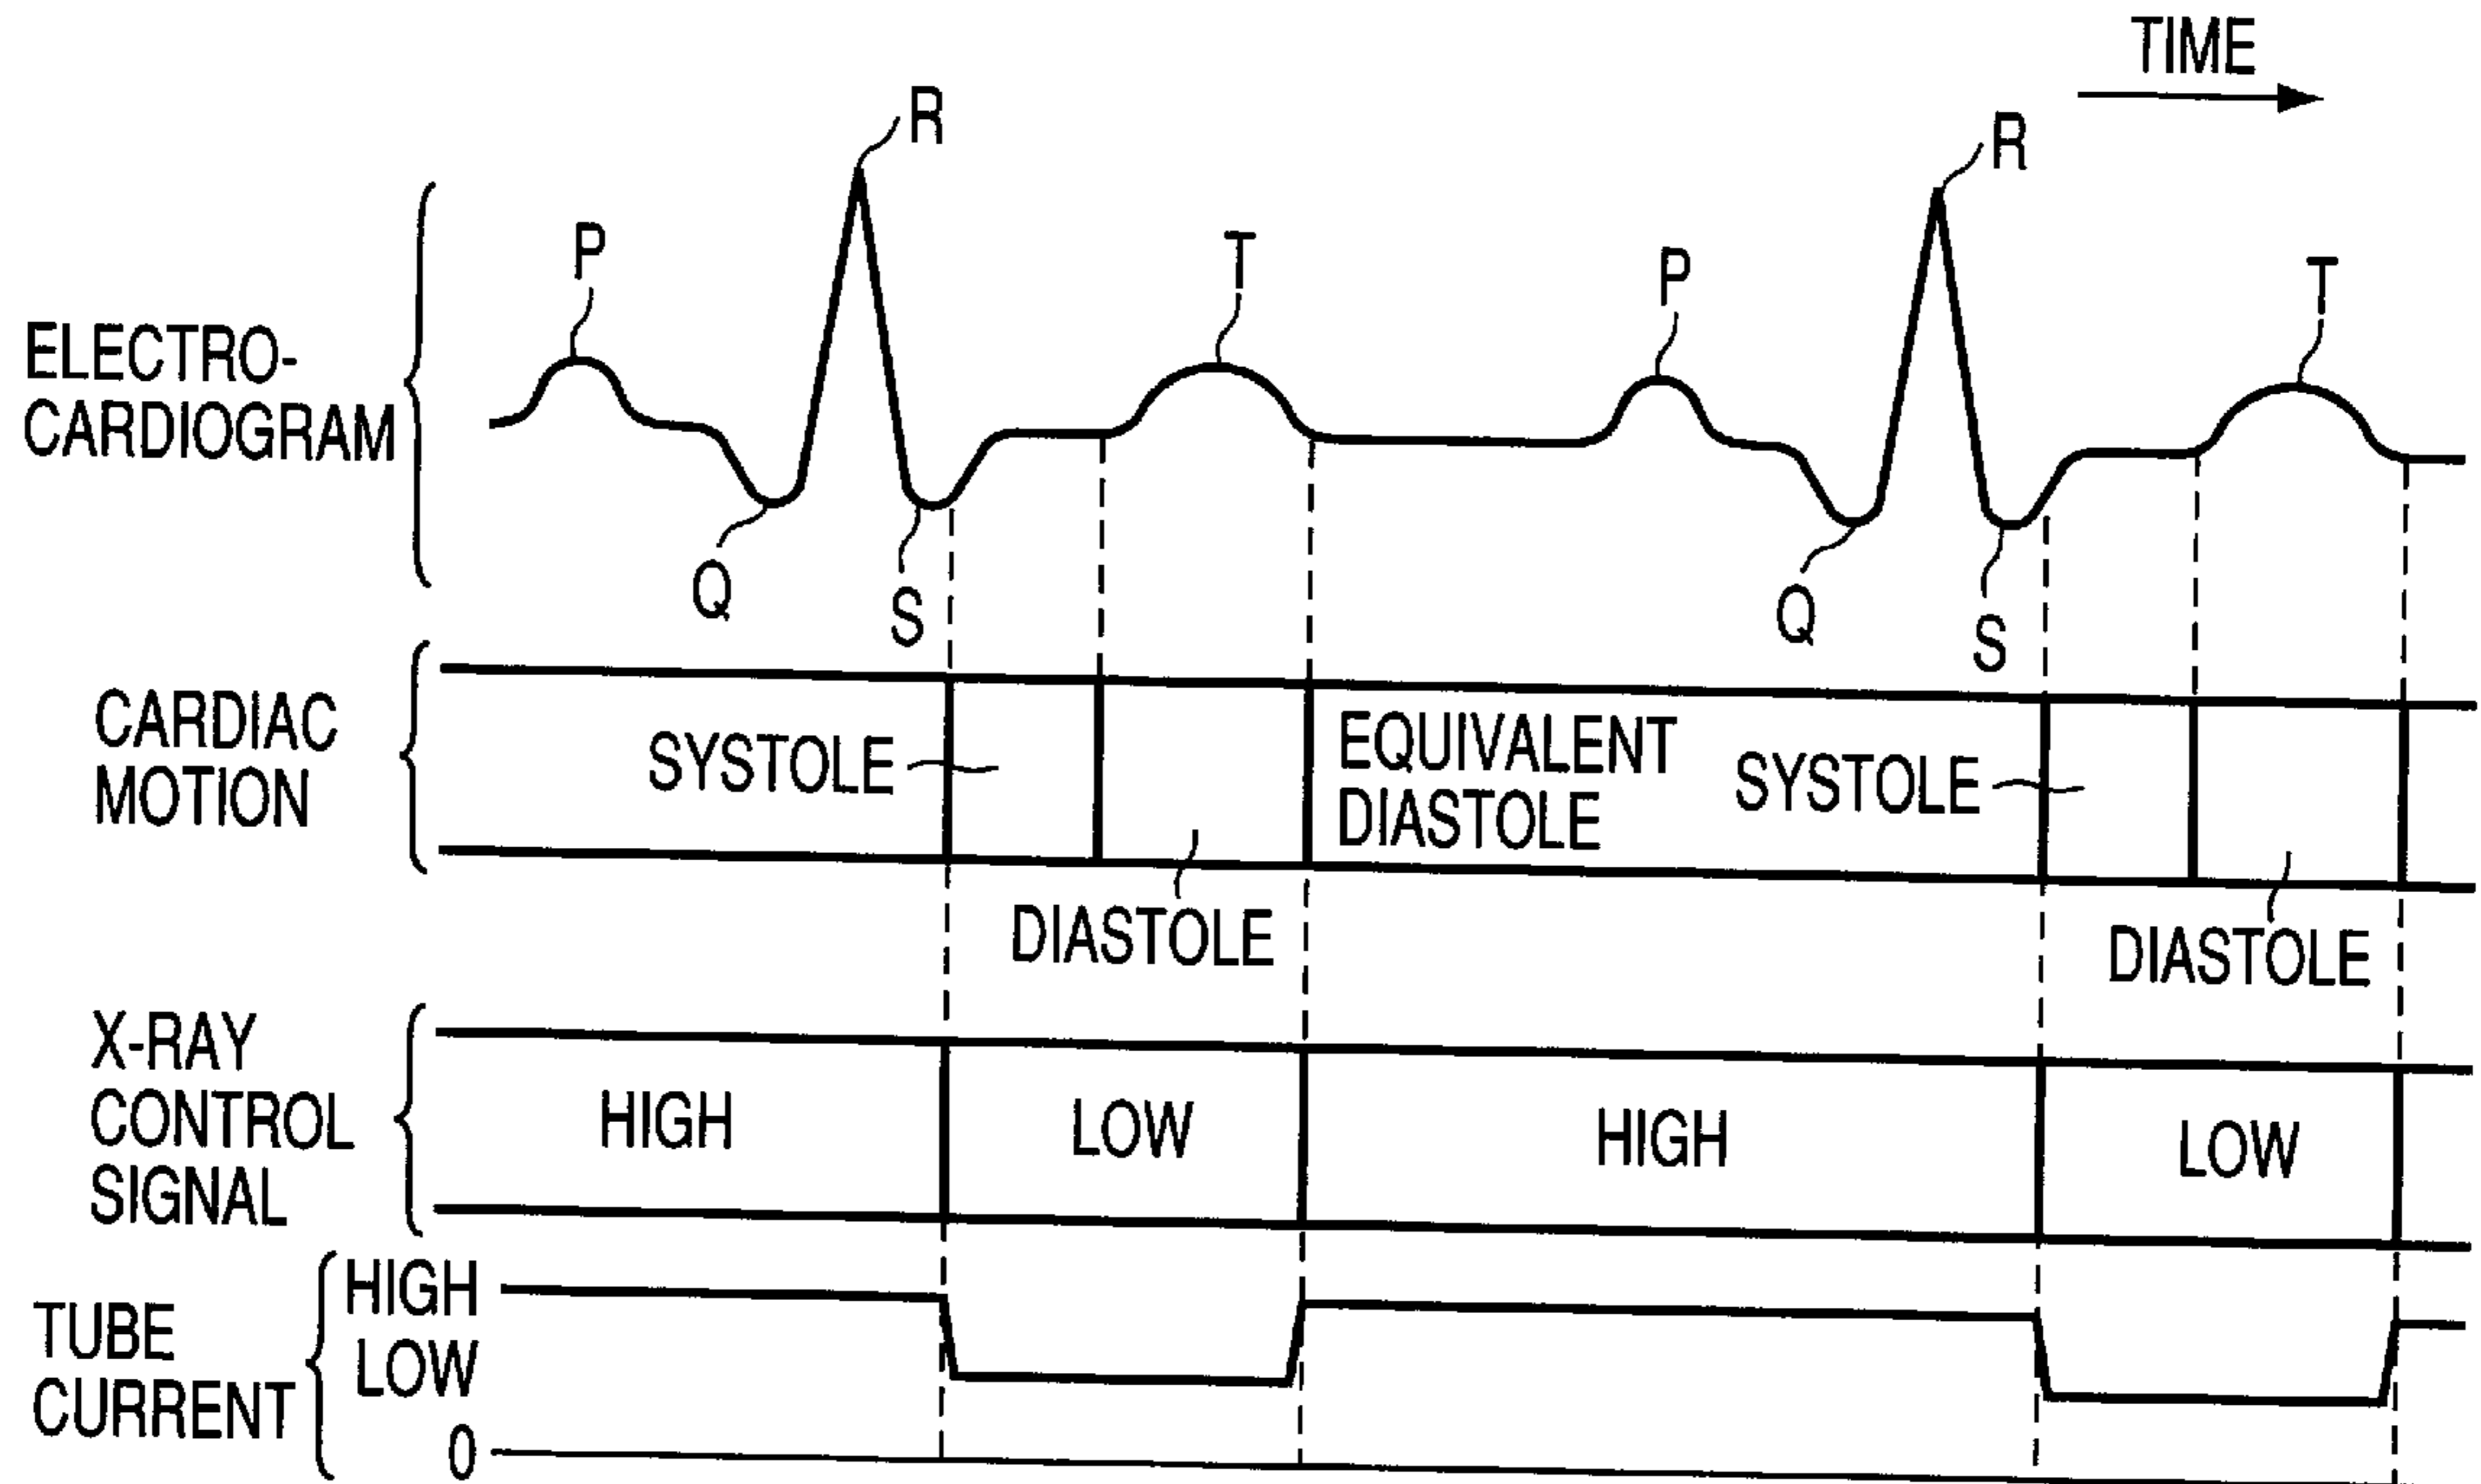 TIME
R
R
P
T
P
T
ELECTRO-
CARDIOGRAM
Q
S
Q
S
CARDIAC
MOTION
SYSTOLE
EQUIVALENT
DIASTOLE
SYSTOLE
DIASTOLE
DIASTOLE
X-RAY
CONTROL
SIGNAL
HIGH
LOW
HIGH
LOW
TUBE
CURRENT
HIGH
LOW
0